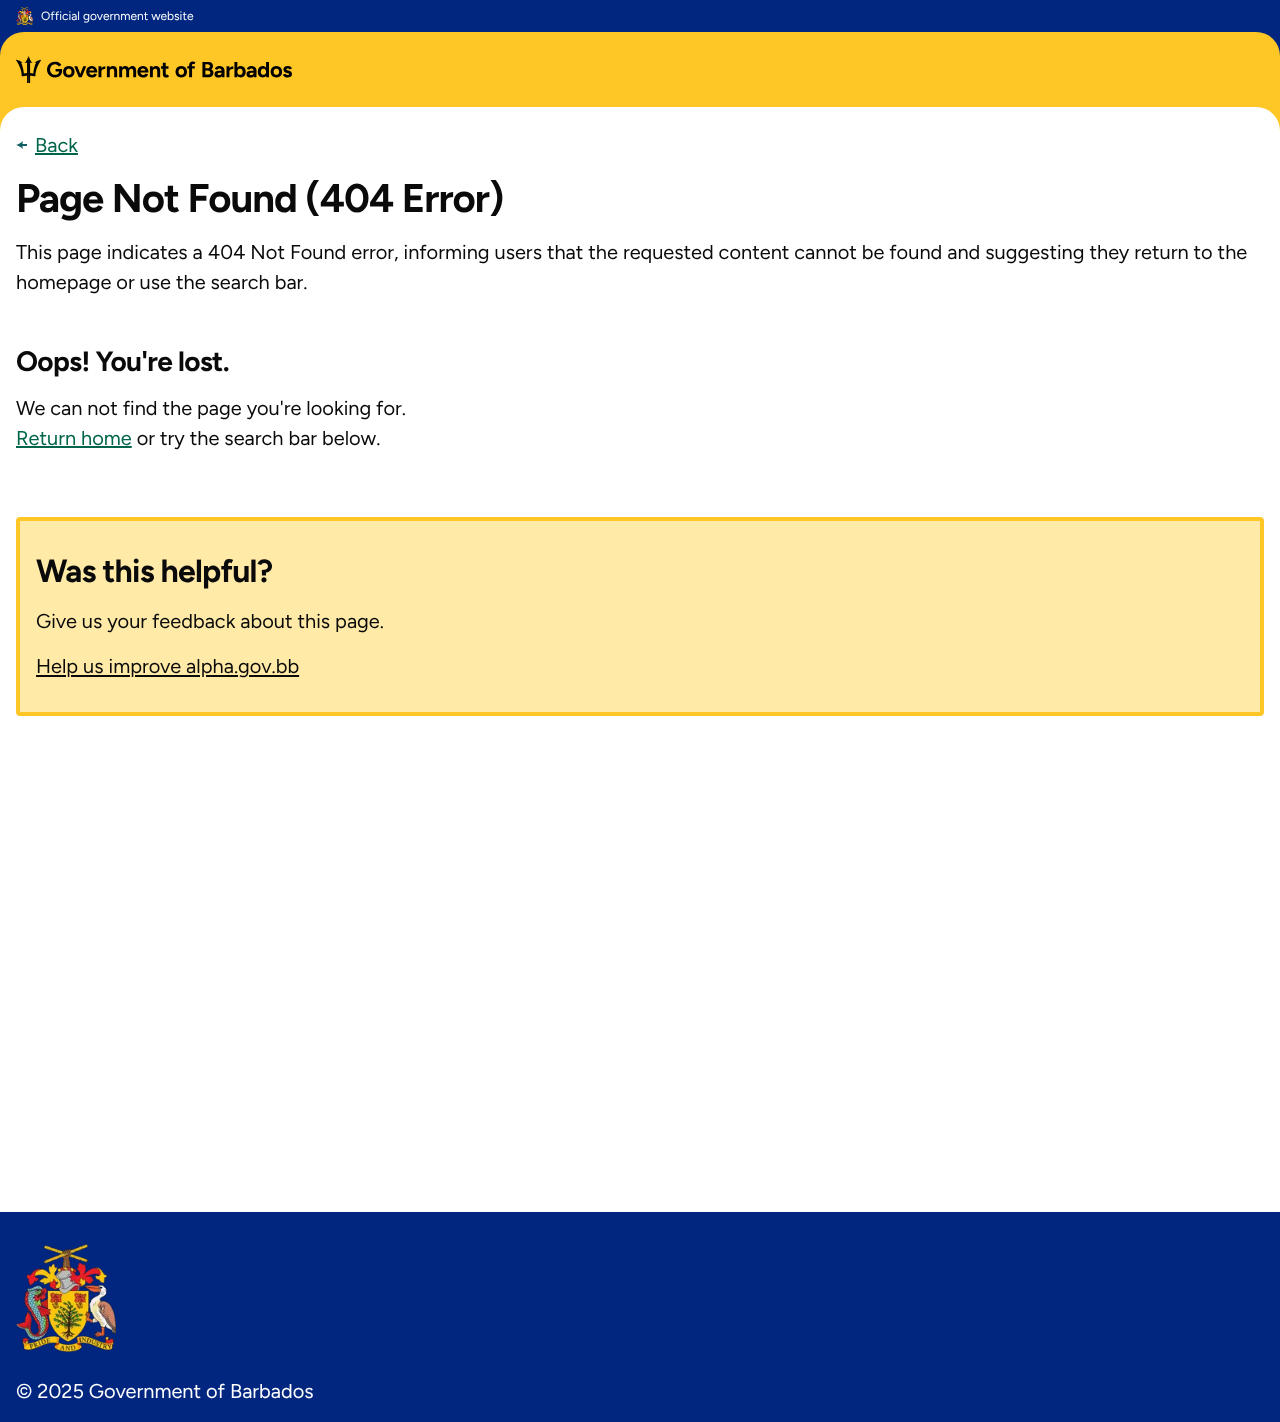 Official government website
Government of Barbados
Back
Page Not Found (404 Error)
This page indicates a 404 Not Found error, informing users that the requested content cannot be found and suggesting they return to the
homepage or use the search bar.
Oops! You're lost.
We can not find the page you're looking for.
Return home or try the search bar below.
Was this helpful?
Give us your feedback about this page.
Help us improve alpha.gov.bb
PRIDE AND INDUSTRY
© 2025 Government of Barbados